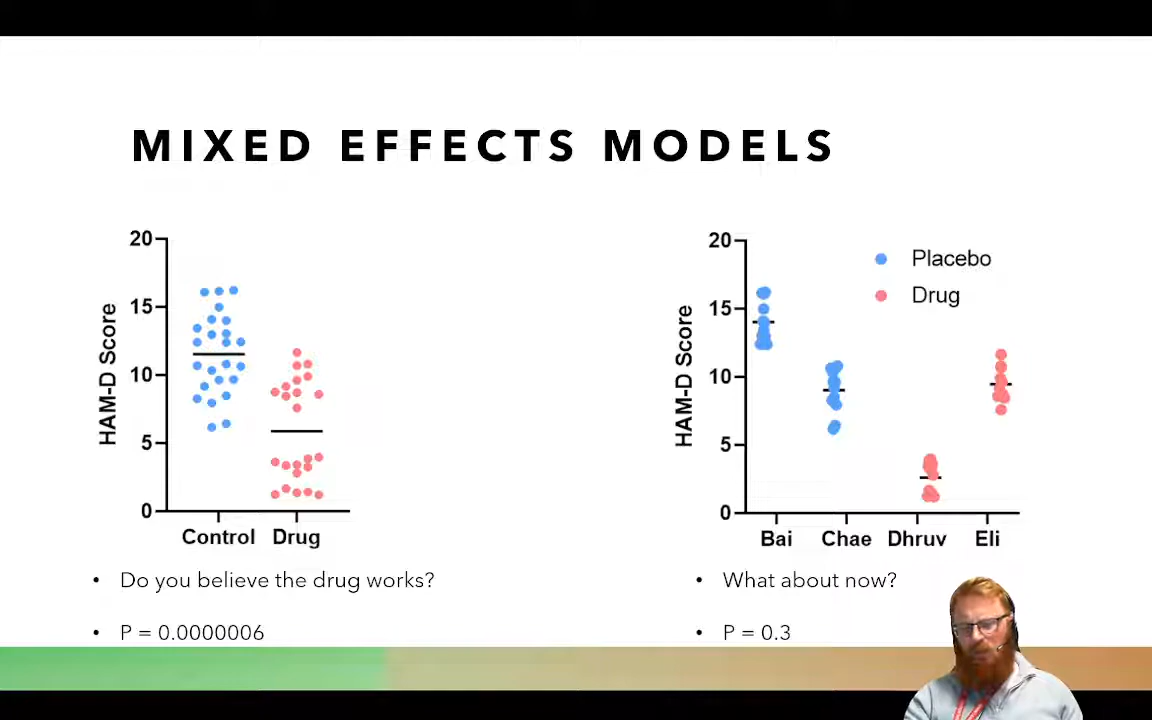 MIXED EFFECTS MODELS
20
15
10
5
0
HAM-D Score
Control Drug
• Do you believe the drug works?
• P = 0.0000006
20
15
10
5
0
HAM-D Score
Placebo
Drug
Bai Chae Dhruv Eli
• What about now?
• P = 0.3